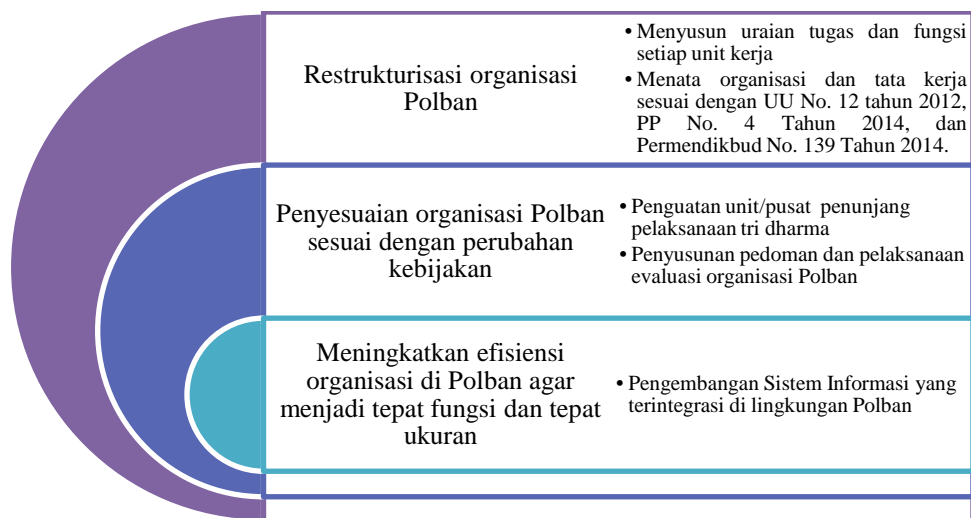 Restrukturisasi organisasi
Polban
• Menyusun uraian tugas dan fungsi
setiap unit kerja
• Menata organisasi dan tata kerja
sesuai dengan UU No. 12 tahun 2012,
PP No. 4 Tahun 2014, dan
Permendikbud No. 139 Tahun 2014.
Penyesuaian organisasi Polban
sesuai dengan perubahan
kebijakan
• Penguatan unit/pusat penunjang
pelaksanaan tri dharma
• Penyusunan pedoman dan pelaksanaan
evaluasi organisasi Polban
Meningkatkan efisiensi
organisasi di Polban agar
menjadi tepat fungsi dan tepat
ukuran
• Pengembangan Sistem Informasi yang
terintegrasi di lingkungan Polban